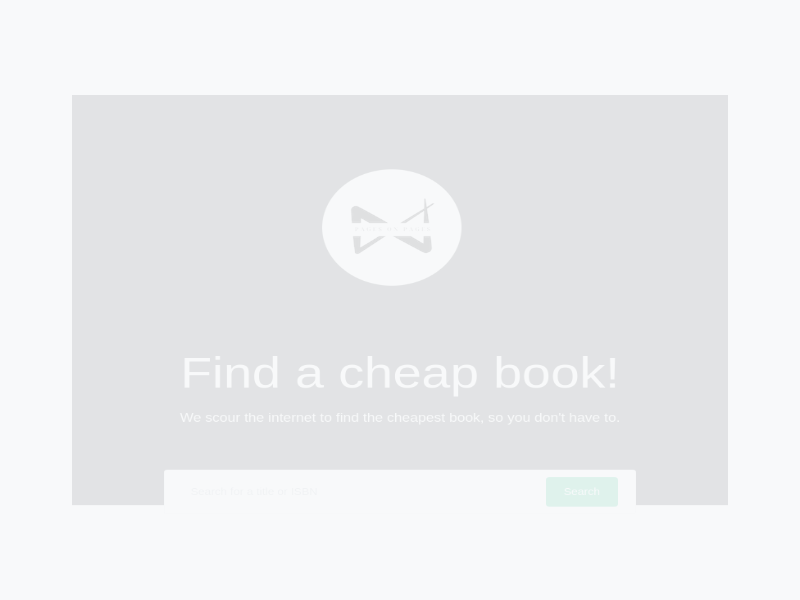 Find a cheap book!
We scour the internet to find the cheapest book, so you don't have to.
Search by a title or ISBN
Search